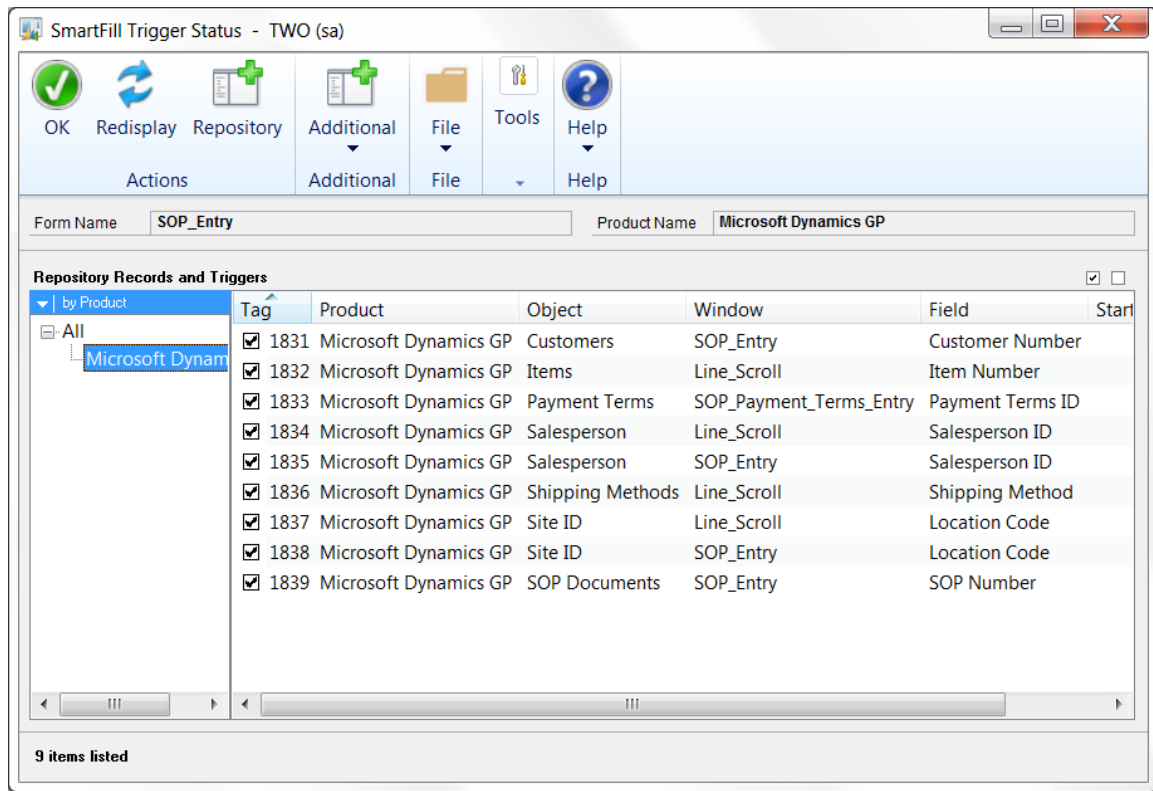 SmartFill Trigger Status - TWO (sa)
OK Redisplay Repository Additional File Tools Help
Actions Additional File Help
Form Name SOP_Entry Product Name Microsoft Dynamics GP
Repository Records and Triggers
by Product
All
Microsoft Dynam
Tag Product Object Window Field Start
1831 Microsoft Dynamics GP Customers SOP_Entry Customer Number
1832 Microsoft Dynamics GP Items Line_Scroll Item Number
1833 Microsoft Dynamics GP Payment Terms SOP_Payment_Terms_Entry Payment Terms ID
1834 Microsoft Dynamics GP Salesperson Line_Scroll Salesperson ID
1835 Microsoft Dynamics GP Salesperson SOP_Entry Salesperson ID
1836 Microsoft Dynamics GP Shipping Methods Line_Scroll Shipping Method
1837 Microsoft Dynamics GP Site ID Line_Scroll Location Code
1838 Microsoft Dynamics GP Site ID SOP_Entry Location Code
1839 Microsoft Dynamics GP SOP Documents SOP_Entry SOP Number
9 items listed